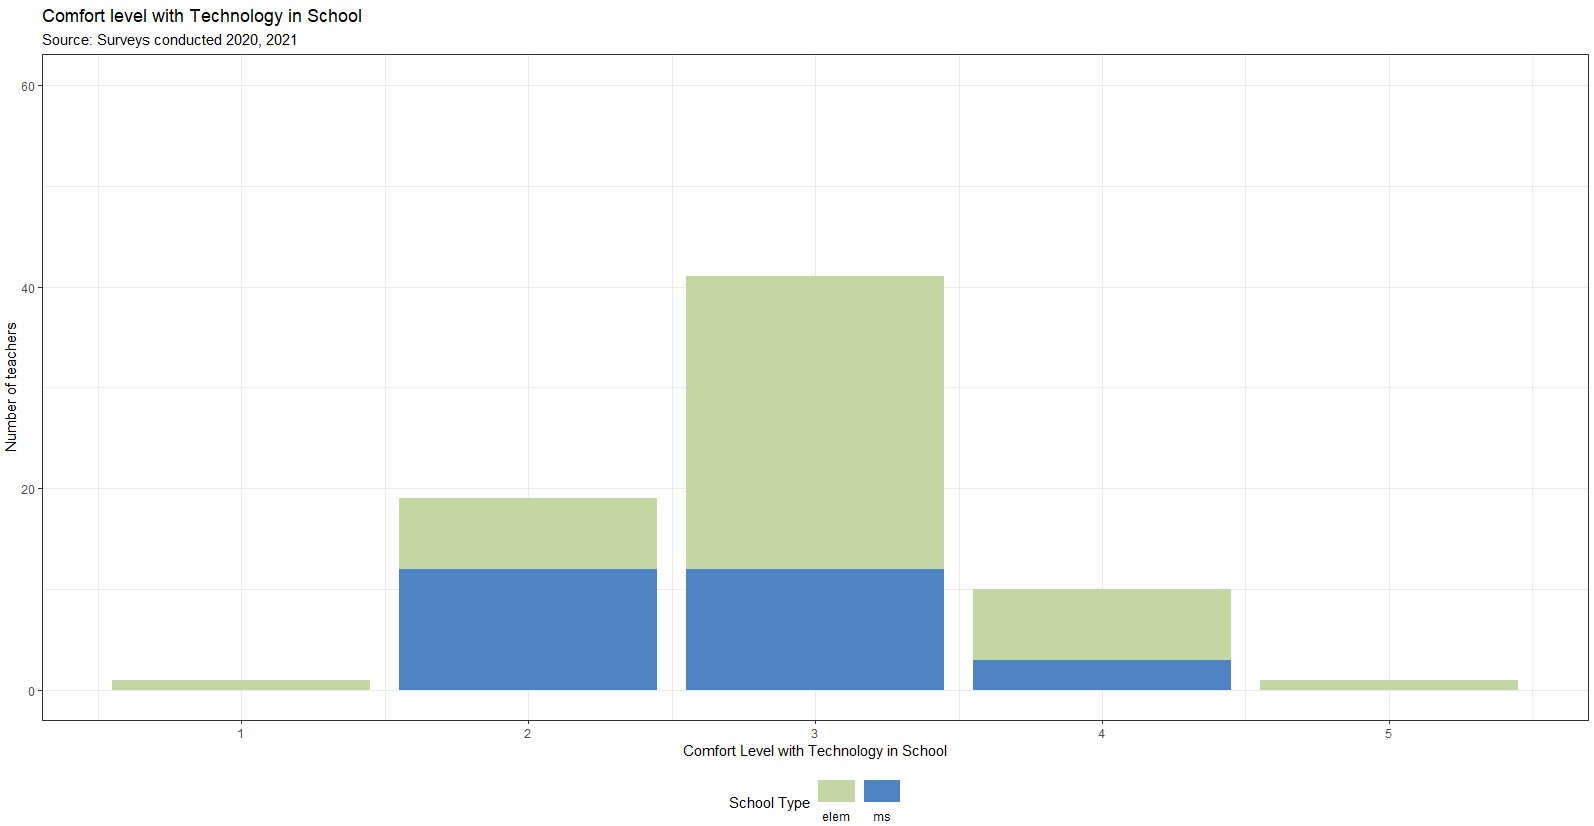 Comfort level with Technology in School
Source: Surveys conducted 2020, 2021
60
40
20
0
Number of teachers
1 2 3 4 5
Comfort Level with Technology in School
School Type
elem ms